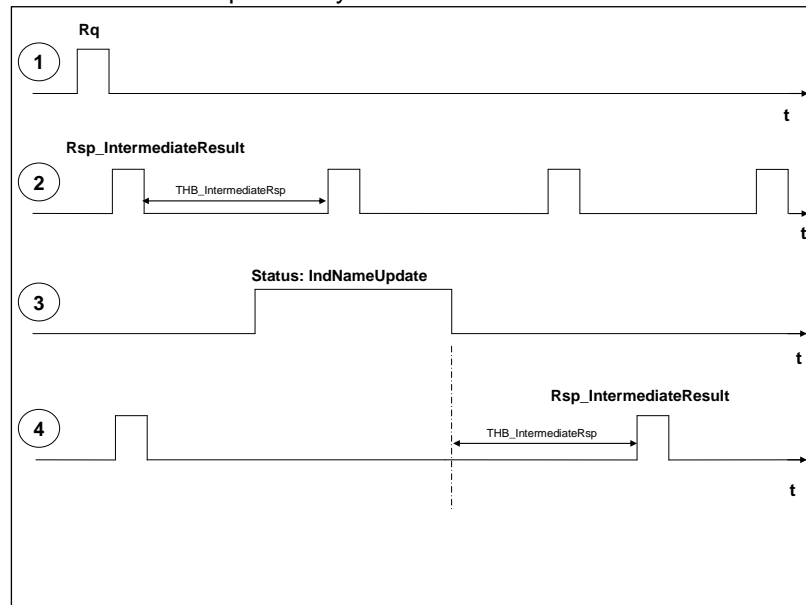 Rq
1
t
Rsp_IntermediateResult
2
THB_IntermediateRsp
t
Status: IndNameUpdate
3
t
Rsp_IntermediateResult
4
THB_IntermediateRsp
t